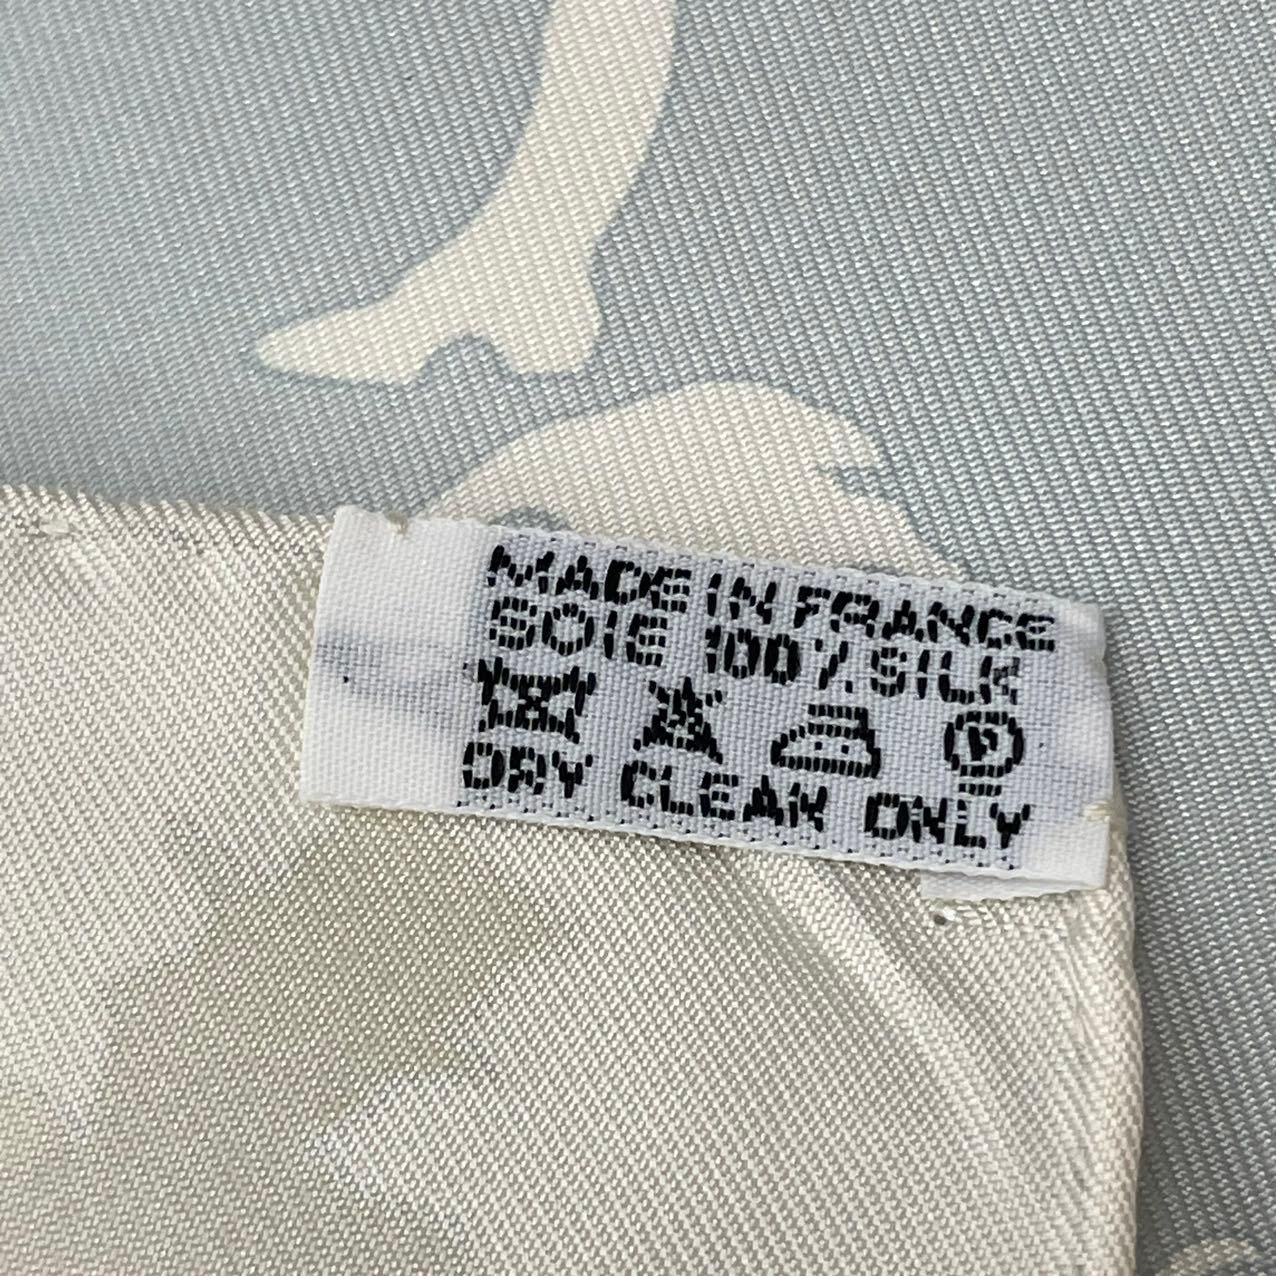 MADE IN FRANCE
SOIE 100% SILK
P
DRY CLEAN ONLY